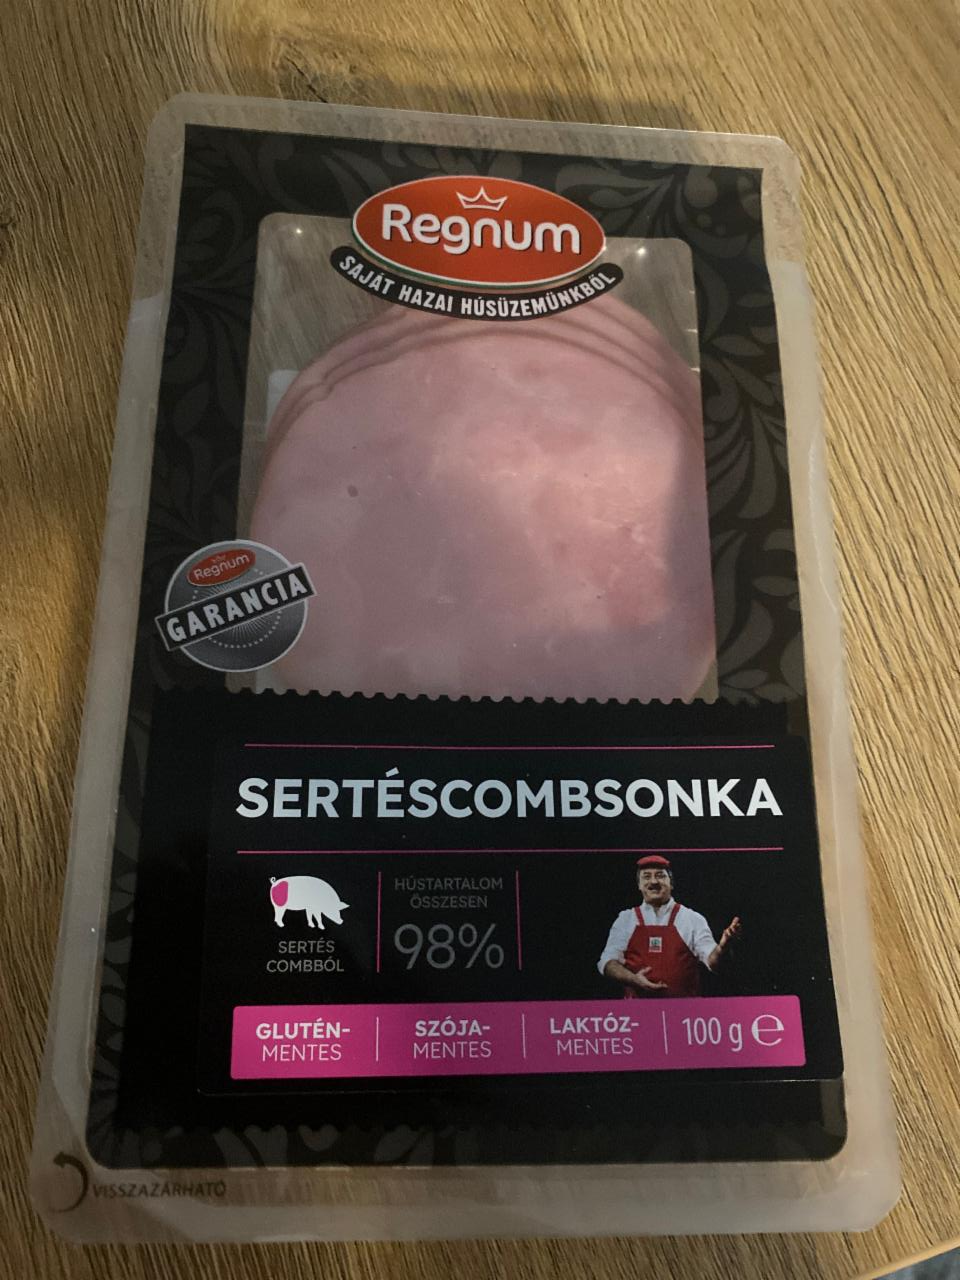 Regnum
SAJÁT HAZAI HÚSÜZEMÜNKBŐL
Regnum
GARANCIA
SERTÉSCOMBSONKA
SERTÉS
COMBBÓL
HÚSTARTALOM
ÖSSZESEN
98%
GLUTÉN-
MENTES
SZÓJA-
MENTES
LAKTÓZ-
MENTES
100 g ℮
VISSZAZÁRHATÓ